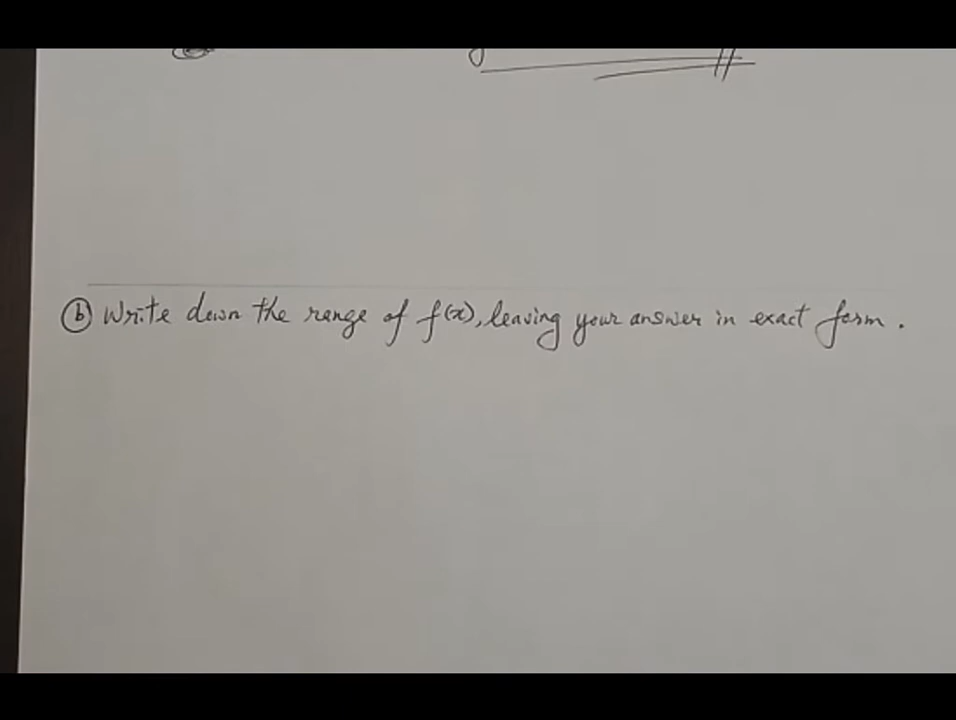 (b) Write down the range of f(x), leaving your answer in exact form.